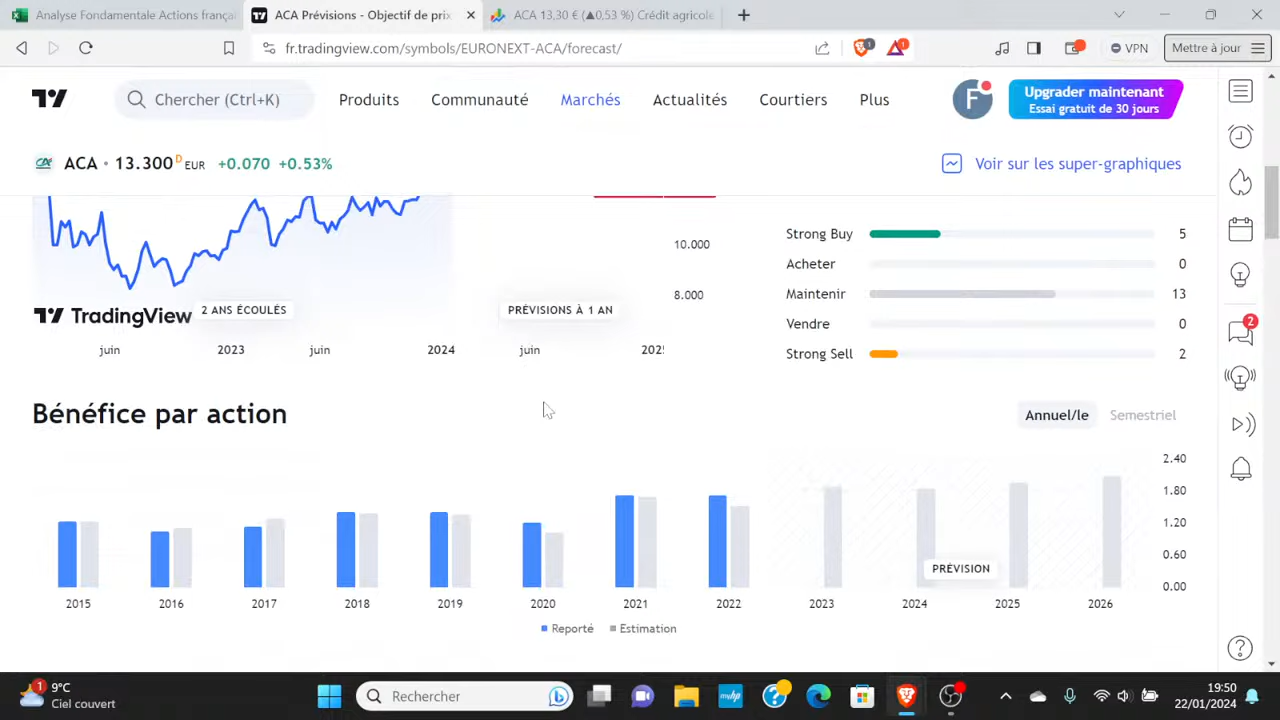 Analyse Fondamentale Actions françai
ACA Prévisions - Objectif de prix
ACA 13,30 € (▲0,53 %) Crédit agricole
fr.tradingview.com/symbols/EURONEXT-ACA/forecast/
1
1
VPN
Mettre à jour
Chercher (Ctrl+K)
Produits
Communauté
Marchés
Actualités
Courtiers
Plus
F
Upgrader maintenant
Essai gratuit de 30 jours
ACA • 13.300 D EUR +0.070 +0.53%
Voir sur les super-graphiques
10.000
8.000
TradingView
2 ANS ÉCOULÉS
PRÉVISIONS À 1 AN
juin
2023
juin
2024
juin
202
Strong Buy 5
Acheter 0
Maintenir 13
Vendre 0
Strong Sell 2
2
Bénéfice par action
Annuel/le
Semestriel
2.40
1.80
1.20
0.60
0.00
PRÉVISION
2015 2016 2017 2018 2019 2020 2021 2022 2023 2024 2025 2026
Reporté Estimation
1
9°C
Ciel couvert
Rechercher
19:50
22/01/2024